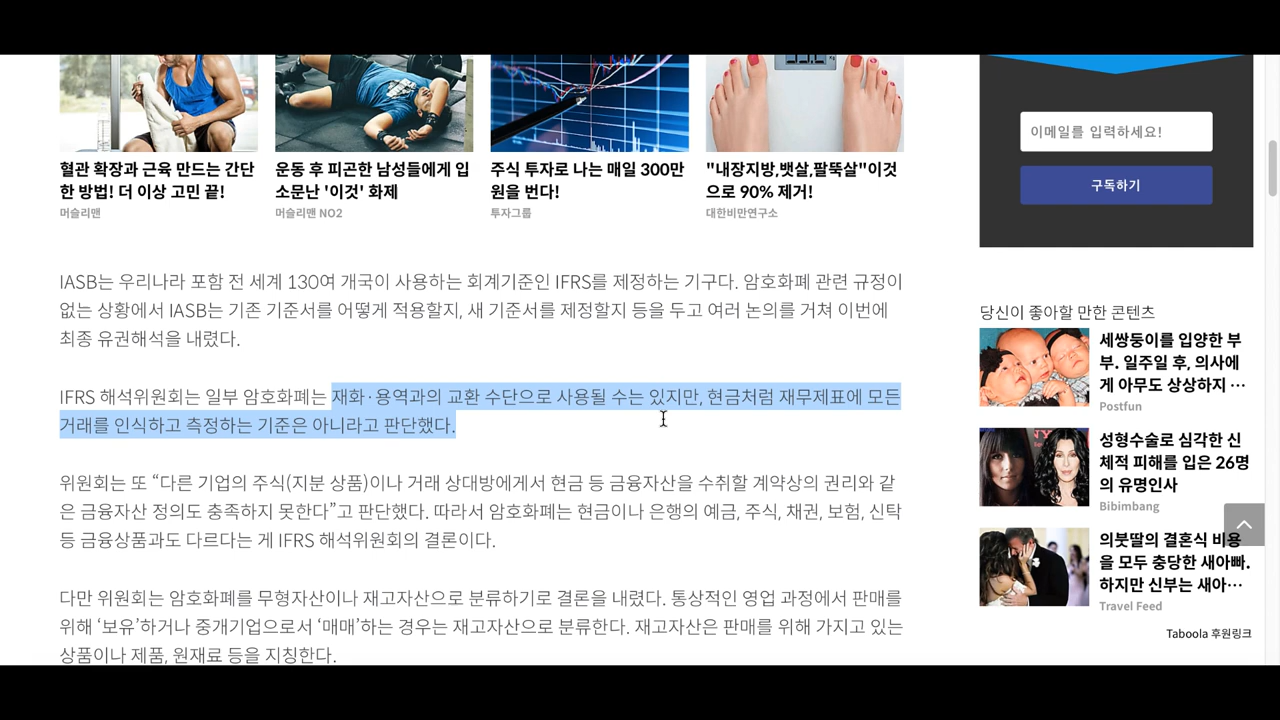 혈관 확장과 근육 만드는 간단
한 방법! 더 이상 고민 끝!
머슬리맨
운동 후 피곤한 남성들에게 입
소문난 '이것' 화제
머슬리맨 NO2
주식 투자로 나는 매일 300만
원을 번다!
투자그룹
"내장지방,뱃살,팔뚝살"이것
으로 90% 제거!
대한비만연구소
IASB는 우리나라 포함 전 세계 130여 개국이 사용하는 회계기준인 IFRS를 제정하는 기구다. 암호화폐 관련 규정이
없는 상황에서 IASB는 기존 기준서를 어떻게 적용할지, 새 기준서를 제정할지 등을 두고 여러 논의를 거쳐 이번에
최종 유권해석을 내렸다.
IFRS 해석위원회는 일부 암호화폐는 재화·용역과의 교환 수단으로 사용될 수는 있지만, 현금처럼 재무제표에 모든
거래를 인식하고 측정하는 기준은 아니라고 판단했다.
위원회는 또 “다른 기업의 주식(지분 상품)이나 거래 상대방에게서 현금 등 금융자산을 수취할 계약상의 권리와 같
은 금융자산 정의도 충족하지 못한다”고 판단했다. 따라서 암호화폐는 현금이나 은행의 예금, 주식, 채권, 보험, 신탁
등 금융상품과도 다르다는 게 IFRS 해석위원회의 결론이다.
다만 위원회는 암호화폐를 무형자산이나 재고자산으로 분류하기로 결론을 내렸다. 통상적인 영업 과정에서 판매를
위해 ‘보유’하거나 중개기업으로서 ‘매매’하는 경우는 재고자산으로 분류한다. 재고자산은 판매를 위해 가지고 있는
상품이나 제품, 원재료 등을 지칭한다.
이메일를 입력하세요!
구독하기
당신이 좋아할 만한 콘텐츠
세쌍둥이를 입양한 부
부. 일주일 후, 의사에
게 아무도 상상하지 …
Postfun
성형수술로 심각한 신
체적 피해를 입은 26명
의 유명인사
Bibimbang
의붓딸의 결혼식 비용
을 모두 충당한 새아빠.
하지만 신부는 새아…
Travel Feed
Taboola 후원링크